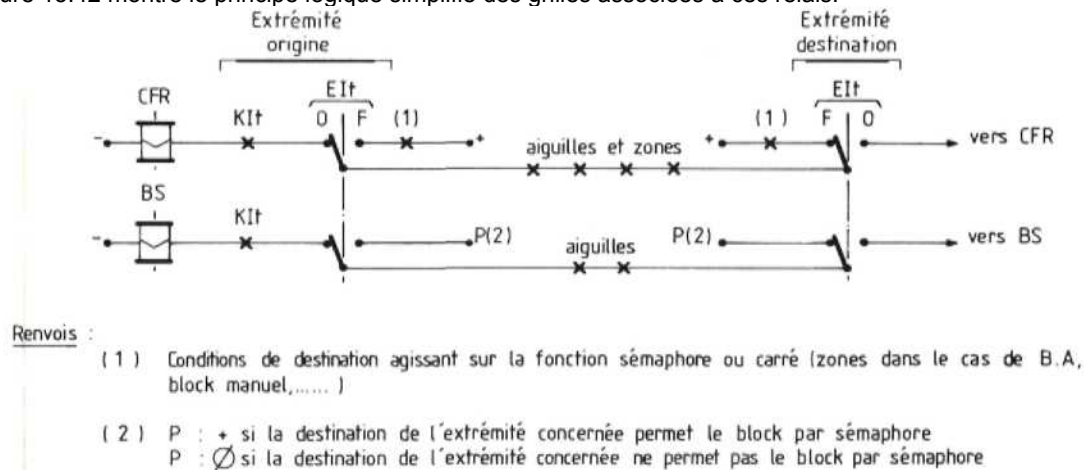 Extrémité Extrémité
origine destination
CFR EIt EIt
KIt O F (1) (1) F O
- + aiguilles et zones + vers CFR
BS
KIt
- P(2) aiguilles P(2) vers BS
Renvois :
(1) Conditions de destination agissant sur la fonction sémaphore ou carré (zones dans le cas de B.A,
block manuel,...... )
(2) P : + si la destination de l'extrémité concernée permet le block par sémaphore
P : Ø si la destination de l'extrémité concernée ne permet pas le block par sémaphore